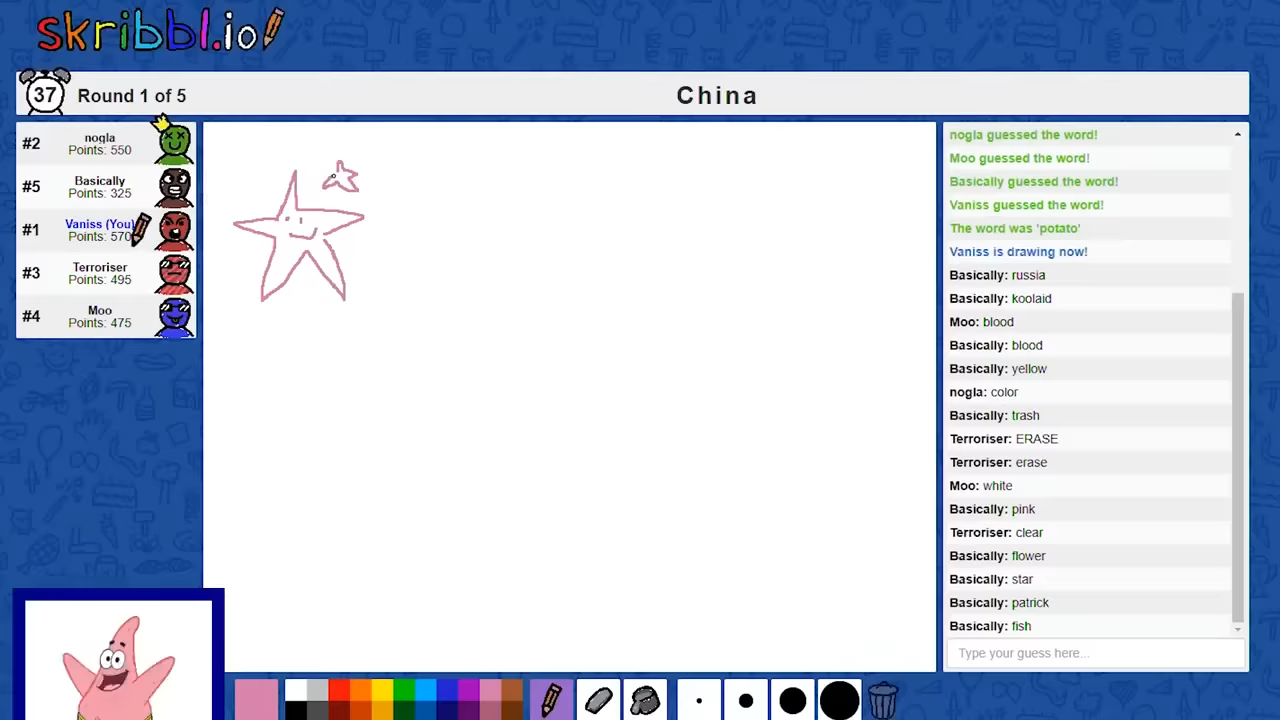 skribbl.io
37
Round 1 of 5
China
#2
nogla
Points: 550
#5
Basically
Points: 325
#1
Vaniss (You)
Points: 570
#3
Terroriser
Points: 495
#4
Moo
Points: 475
nogla guessed the word!
Moo guessed the word!
Basically guessed the word!
Vaniss guessed the word!
The word was 'potato'
Vaniss is drawing now!
Basically: russia
Basically: koolaid
Moo: blood
Basically: blood
Basically: yellow
nogla: color
Basically: trash
Terroriser: ERASE
Terroriser: erase
Moo: white
Basically: pink
Terroriser: clear
Basically: flower
Basically: star
Basically: patrick
Basically: fish
Type your guess here...